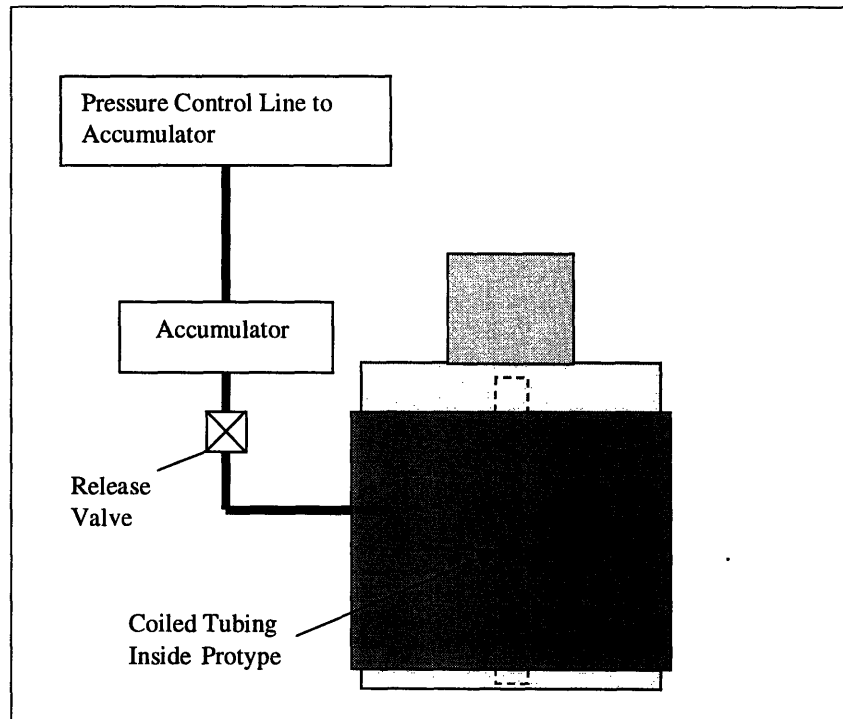 Pressure Control Line to
Accumulator
Accumulator
Release
Valve
Coiled Tubing
Inside Protype